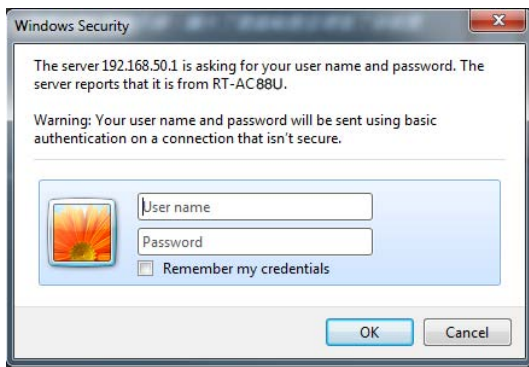 Windows Security
The server 192.168.50.1 is asking for your user name and password. The
server reports that it is from RT-AC88U.
Warning: Your user name and password will be sent using basic
authentication on a connection that isn't secure.
User name
Password
Remember my credentials
OK
Cancel